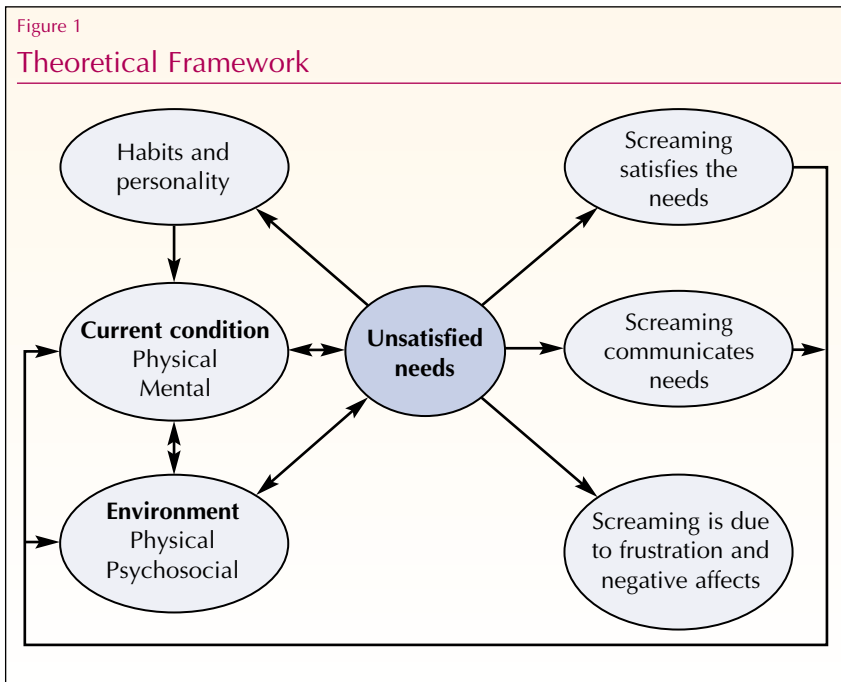 Figure 1
Theoretical Framework
Habits and
personality
Current condition
Physical
Mental
Environment
Physical
Psychosocial
Unsatisfied
needs
Screaming
satisfies the
needs
Screaming
communicates
needs
Screaming is due
to frustration and
negative affects